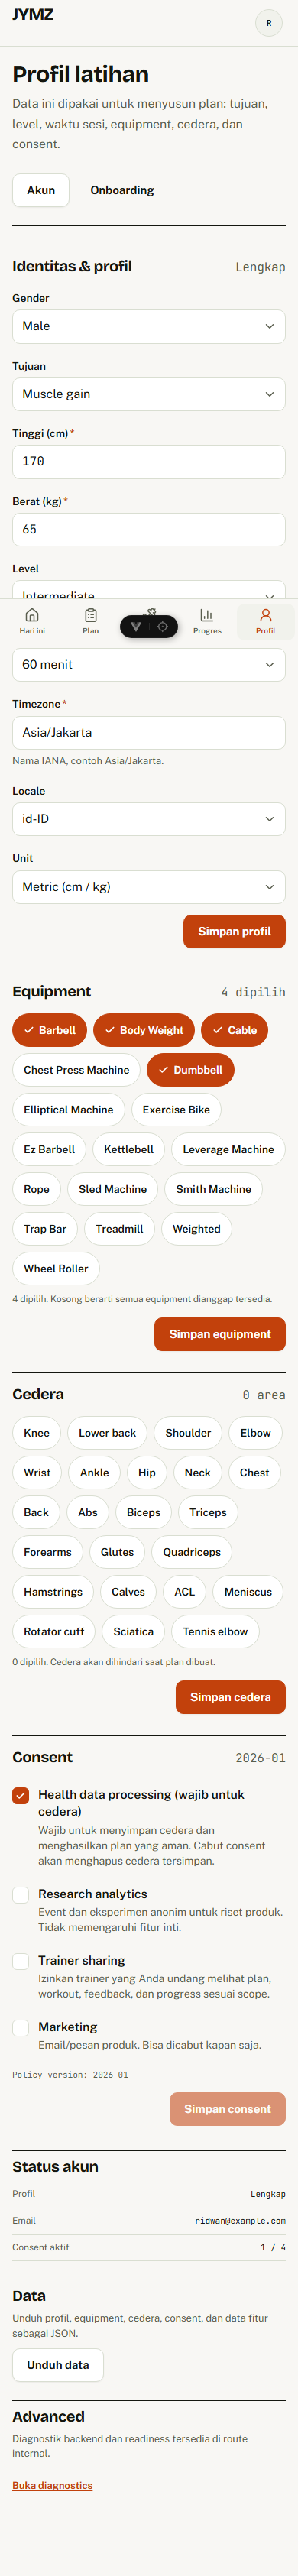 JYMZ
R
Profil latihan
Data ini dipakai untuk menyusun plan: tujuan,
level, waktu sesi, equipment, cedera, dan
consent.
Akun
Onboarding
Identitas & profil
Lengkap
Gender
Male
Tujuan
Muscle gain
Tinggi (cm)*
170
Berat (kg)*
65
Level
Intermediate
Hari ini
Plan
Progres
Profil
60 menit
Timezone*
Asia/Jakarta
Nama IANA, contoh Asia/Jakarta.
Locale
id-ID
Unit
Metric (cm / kg)
Simpan profil
Equipment
4 dipilih
Barbell
Body Weight
Cable
Chest Press Machine
Dumbbell
Elliptical Machine
Exercise Bike
Ez Barbell
Kettlebell
Leverage Machine
Rope
Sled Machine
Smith Machine
Trap Bar
Treadmill
Weighted
Wheel Roller
4 dipilih. Kosong berarti semua equipment dianggap tersedia.
Simpan equipment
Cedera
0 area
Knee
Lower back
Shoulder
Elbow
Wrist
Ankle
Hip
Neck
Chest
Back
Abs
Biceps
Triceps
Forearms
Glutes
Quadriceps
Hamstrings
Calves
ACL
Meniscus
Rotator cuff
Sciatica
Tennis elbow
0 dipilih. Cedera akan dihindari saat plan dibuat.
Simpan cedera
Consent
2026-01
Health data processing (wajib untuk
cedera)
Wajib untuk menyimpan cedera dan
menghasilkan plan yang aman. Cabut consent
akan menghapus cedera tersimpan.
Research analytics
Event dan eksperimen anonim untuk riset produk.
Tidak memengaruhi fitur inti.
Trainer sharing
Izinkan trainer yang Anda undang melihat plan,
workout, feedback, dan progress sesuai scope.
Marketing
Email/pesan produk. Bisa dicabut kapan saja.
Policy version: 2026-01
Simpan consent
Status akun
Profil
Lengkap
Email
ridwan@example.com
Consent aktif
1 / 4
Data
Unduh profil, equipment, cedera, consent, dan data fitur
sebagai JSON.
Unduh data
Advanced
Diagnostik backend dan readiness tersedia di route
internal.
Buka diagnostics